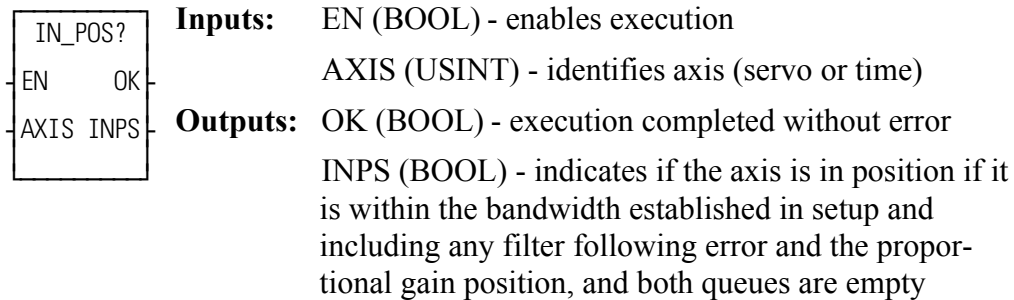 IN_POS?
EN OK
AXIS INPS
Inputs: EN (BOOL) - enables execution
AXIS (USINT) - identifies axis (servo or time)
Outputs: OK (BOOL) - execution completed without error
INPS (BOOL) - indicates if the axis is in position if it
is within the bandwidth established in setup and
including any filter following error and the propor-
tional gain position, and both queues are empty